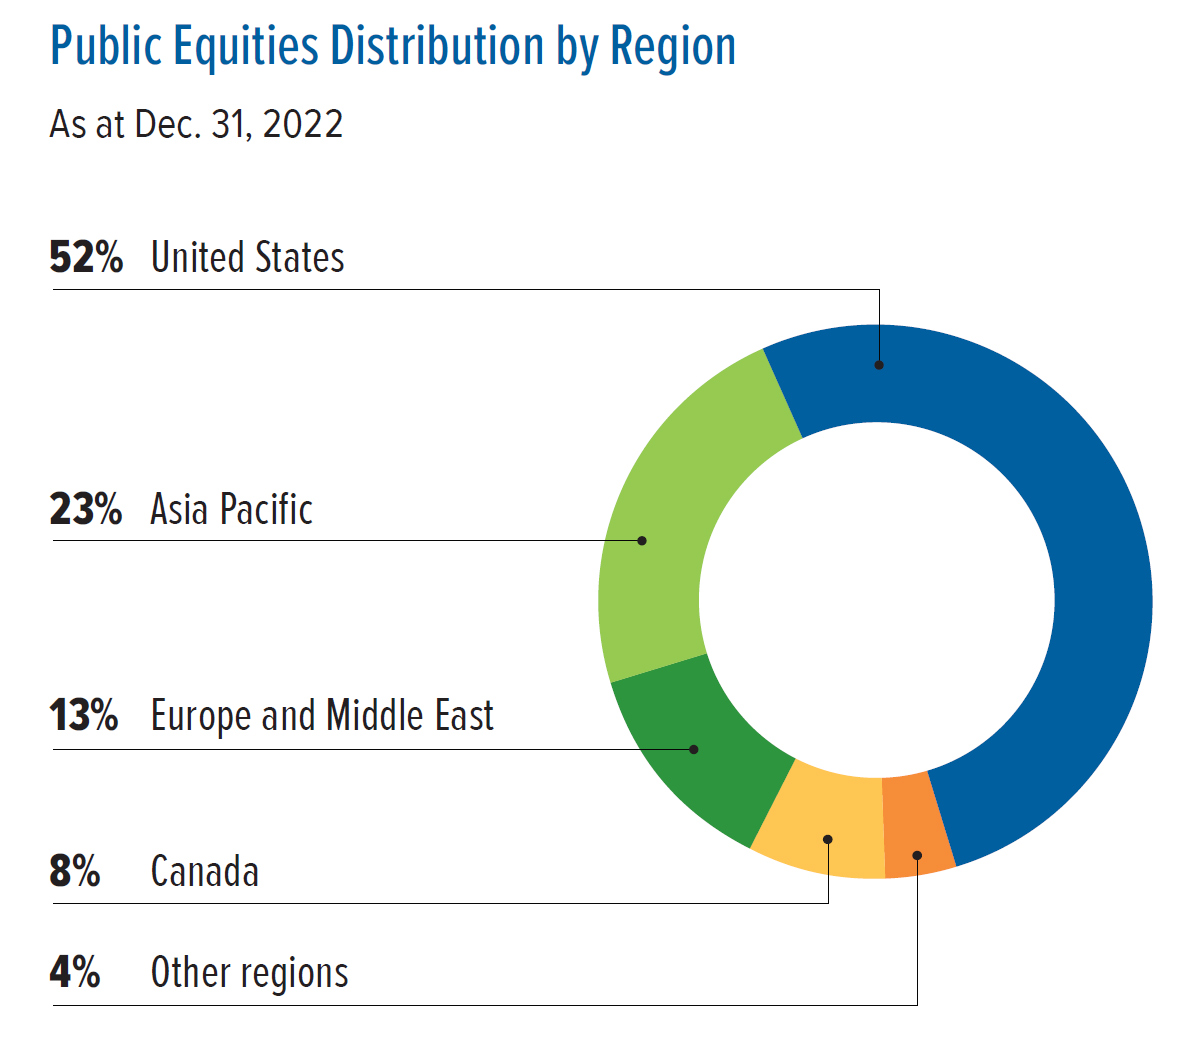 Public Equities Distribution by Region
As at Dec. 31, 2022
52% United States
23% Asia Pacific
13% Europe and Middle East
8% Canada
4% Other regions